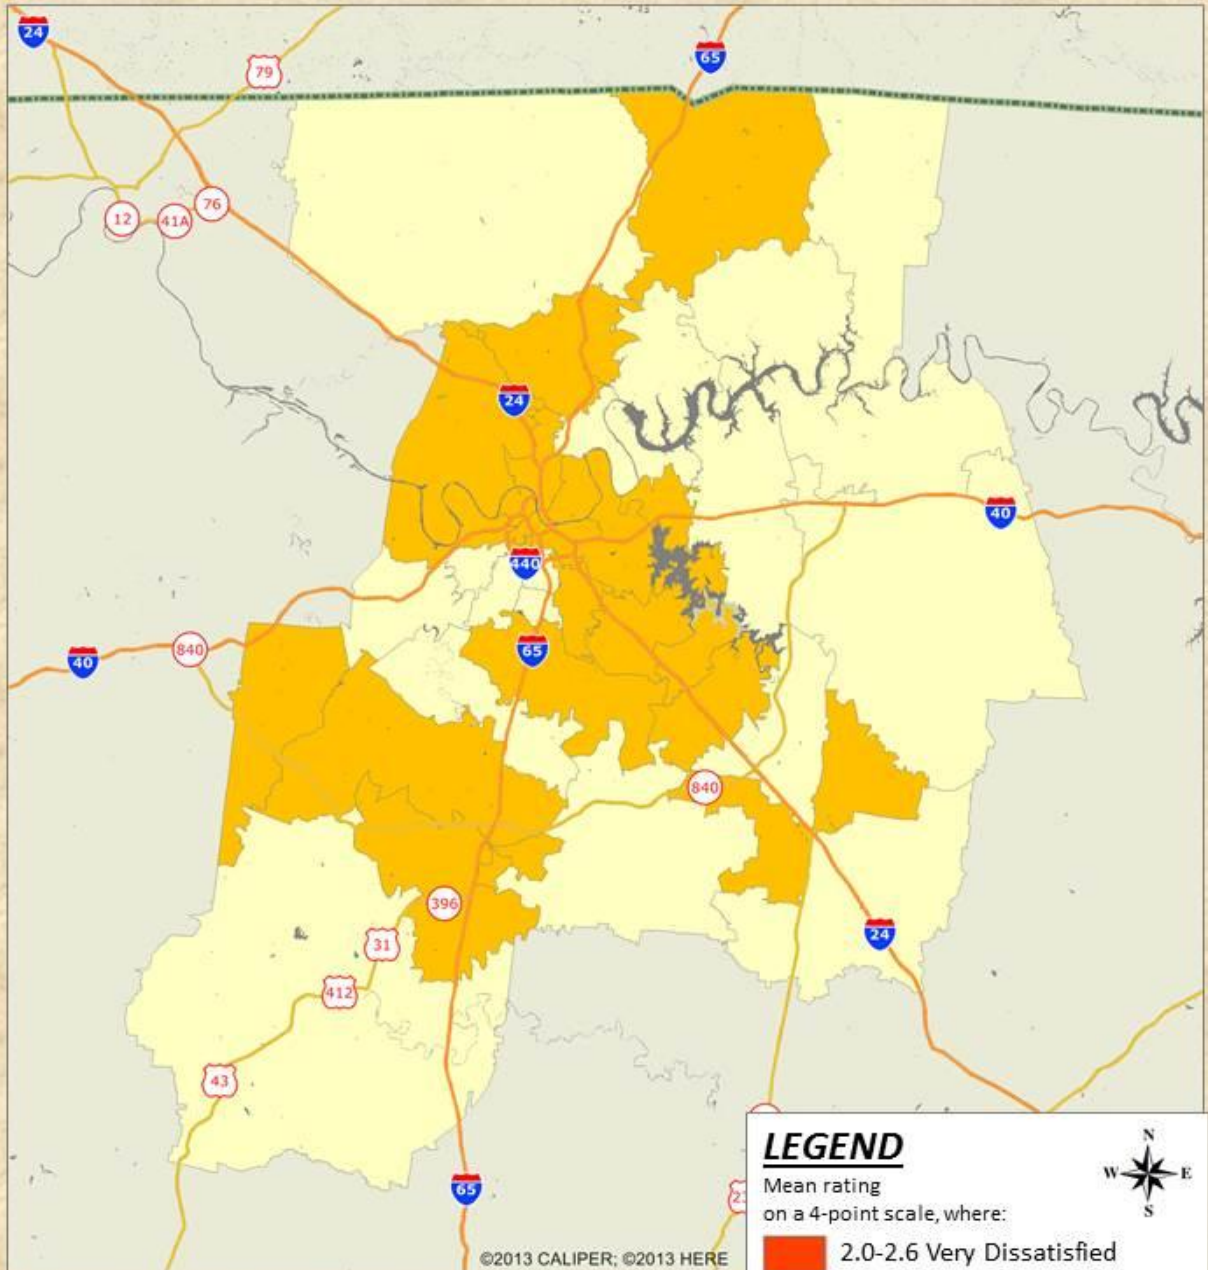 24
79
65
12
41A
76
24
40
440
65
840
40
840
396
31
24
412
43
65
LEGEND
N
W
E
S
Mean rating
on a 4-point scale, where:
2.0-2.6 Very Dissatisfied
©2013 CALIPER; ©2013 HERE